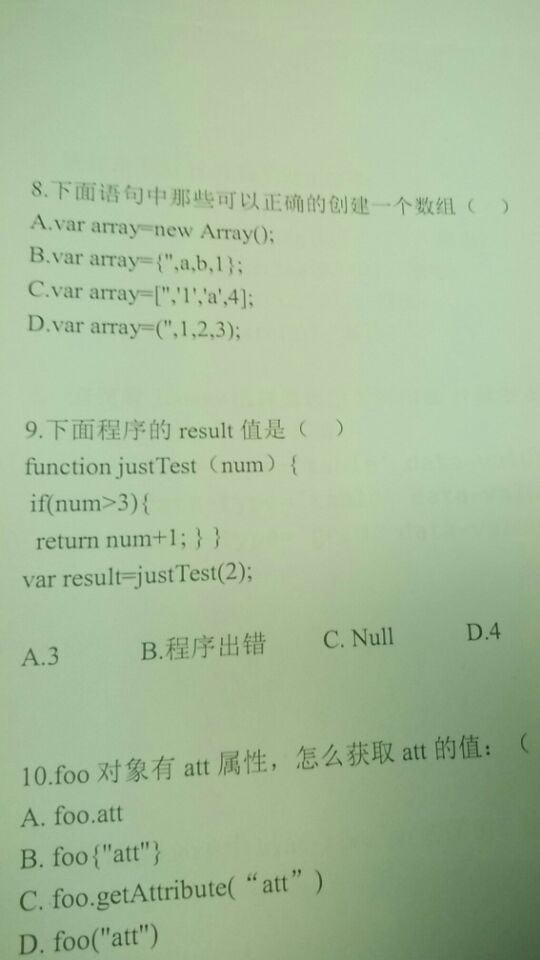 8.下面语句中那些可以正确的创建一个数组（ ）
A.var array=new Array();
B.var array={'',a,b,1};
C.var array=['','1','a',4];
D.var array=('',1,2,3);
9.下面程序的 result 值是（ ）
function justTest（num）{
if(num>3){
return num+1; } }
var result=justTest(2);
A.3 B.程序出错 C. Null D.4
10.foo 对象有 att 属性，怎么获取 att 的值：（
A. foo.att
B. foo{"att"}
C. foo.getAttribute(“att”)
D. foo("att")